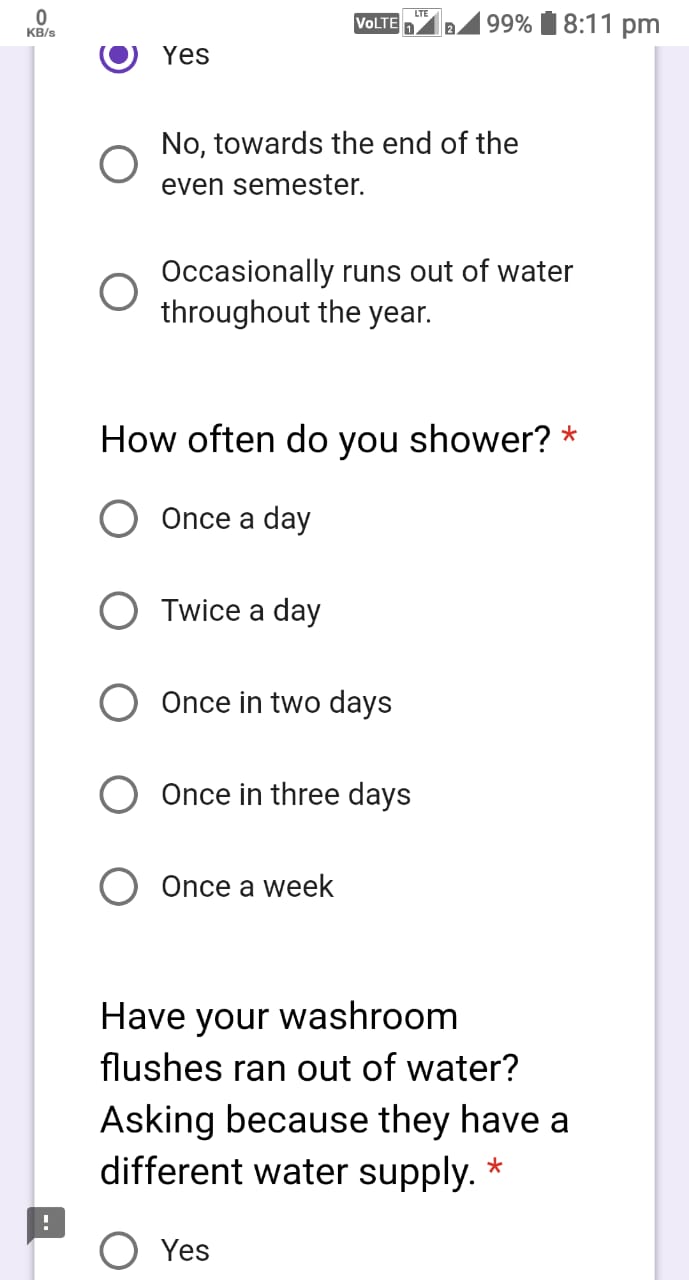 0
KB/s
VoLTE LTE 1 2 99% 8:11 pm
Yes
No, towards the end of the
even semester.
Occasionally runs out of water
throughout the year.
How often do you shower? *
Once a day
Twice a day
Once in two days
Once in three days
Once a week
Have your washroom
flushes ran out of water?
Asking because they have a
different water supply. *
!
Yes